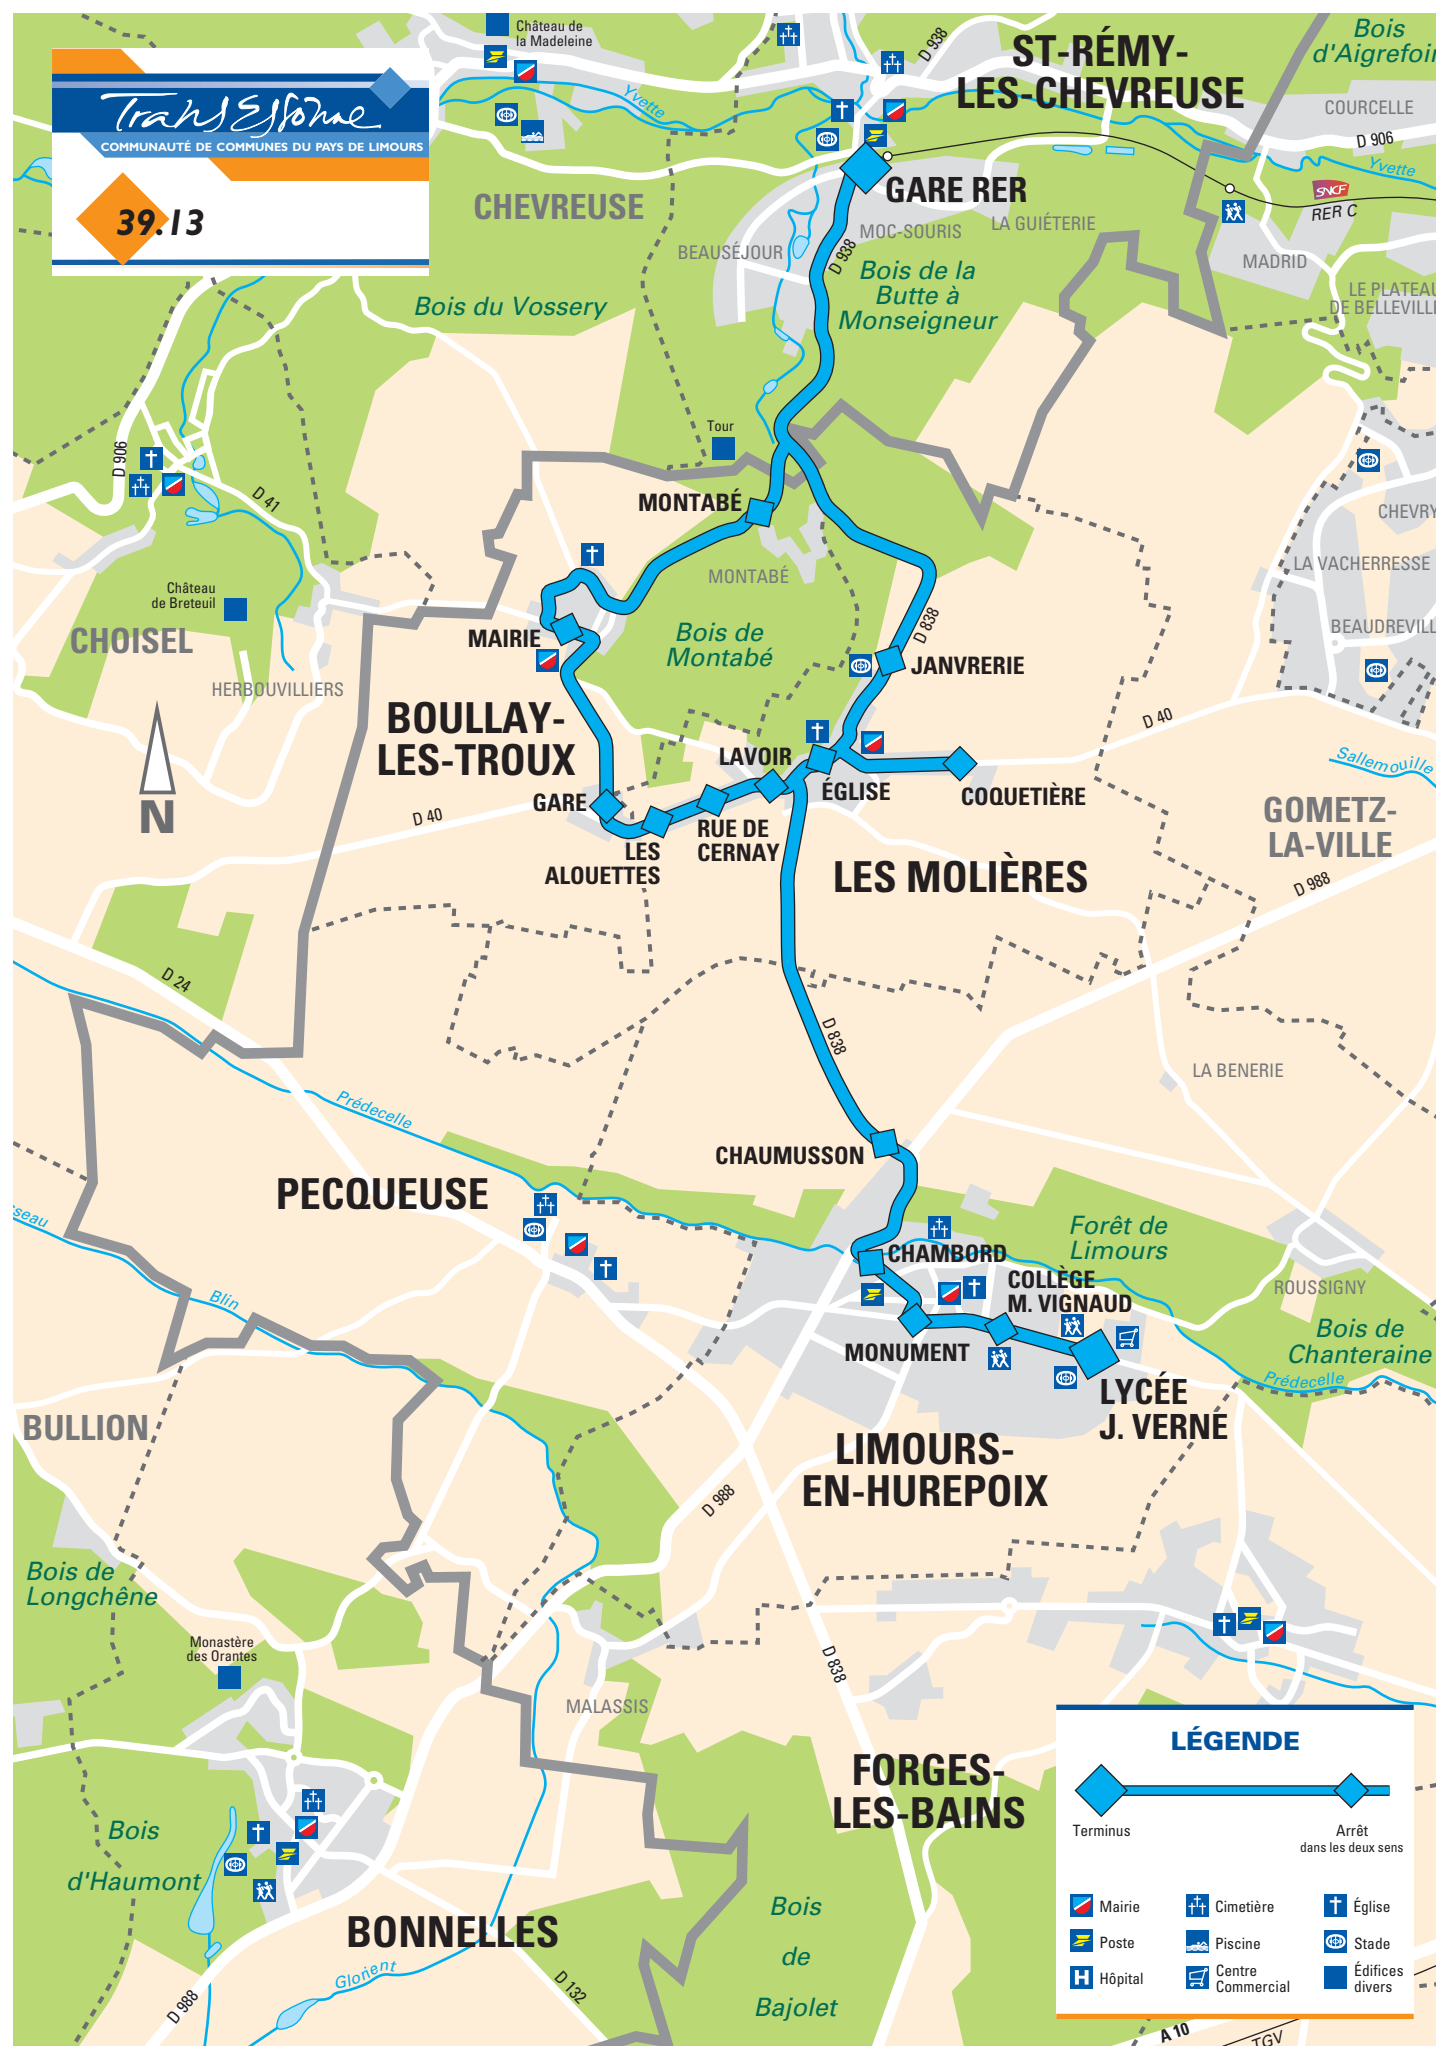 Château de
la Madeleine
D 938
ST-RÉMY-
LES-CHEVREUSE
Bois
d'Aigrefoi
TransEssonne
COMMUNAUTÉ DE COMMUNES DU PAYS DE LIMOURS
39.13
Yvette
COURCELLE
D 906
Yvette
SNCF
RER C
CHEVREUSE
GARE RER
LA GUIÉTERIE
MOC-SOURIS
BEAUSÉJOUR
D 938
MADRID
Bois de la
Butte à
Monseigneur
LE PLATEAU
DE BELLEVILL
Bois du Vossery
Tour
D 906
D 41
MONTABÉ
CHEVRY
LA VACHERRESSE
MONTABÉ
Château
de Breteuil
CHOISEL
MAIRIE
Bois de
Montabé
D 838
BEAUDREVILL
JANVRERIE
HERBOUVILLIERS
BOULLAY-
LES-TROUX
D 40
LAVOIR
Sallemouille
N
GARE
ÉGLISE
COQUETIÈRE
D 40
RUE DE
CERNAY
LES
ALOUETTES
GOMETZ-
LA-VILLE
LES MOLIÈRES
D 988
D 24
D 838
LA BENERIE
Prédecelle
CHAUMUSSON
PECQUEUSE
sseau
CHAMBORD
Forêt de
Limours
COLLÈGE
M. VIGNAUD
ROUSSIGNY
Blin
MONUMENT
Bois de
Chanteraine
Prédecelle
LYCÉE
J. VERNE
BULLION
LIMOURS-
EN-HUREPOIX
D 988
Bois de
Longchêne
Monastère
des Orantes
D 838
MALASSIS
FORGES-
LES-BAINS
Bois
d'Haumont
BONNELLES
Glorient
D 132
D 988
Bois
de
Bajolet
LÉGENDE
Terminus
Arrêt
dans les deux sens
Mairie
Cimetière
Église
Poste
Piscine
Stade
H
Hôpital
Centre
Commercial
Édifices
divers
A 10
TGV